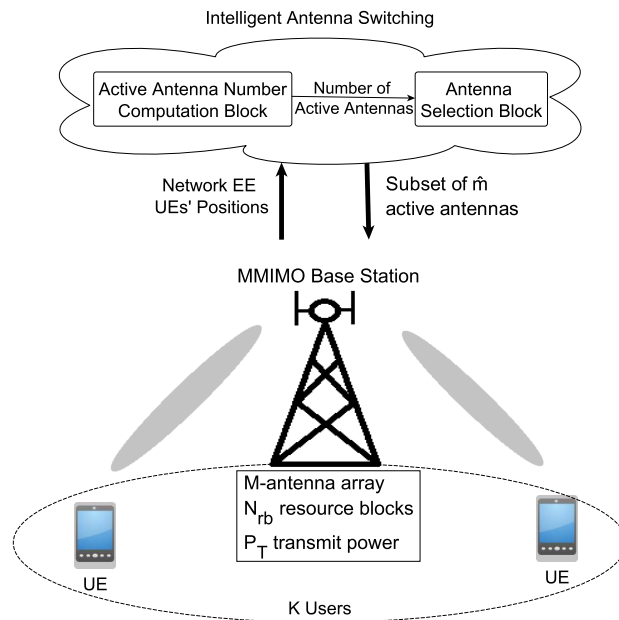 Intelligent Antenna Switching
Active Antenna Number
Computation Block
Number of
Active Antennas
Antenna
Selection Block
Network EE
UEs' Positions
Subset of m̂
active antennas
MMIMO Base Station
M-antenna array
N_rb resource blocks
P_T transmit power
UE
UE
K Users